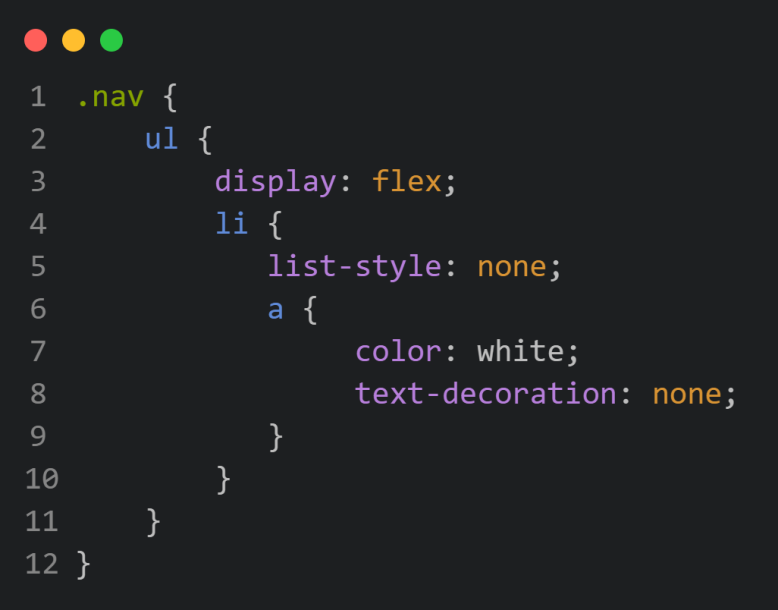 1 .nav {
2     ul {
3         display: flex;
4         li {
5            list-style: none;
6            a {
7                 color: white;
8                 text-decoration: none;
9            }
10         }
11     }
12 }